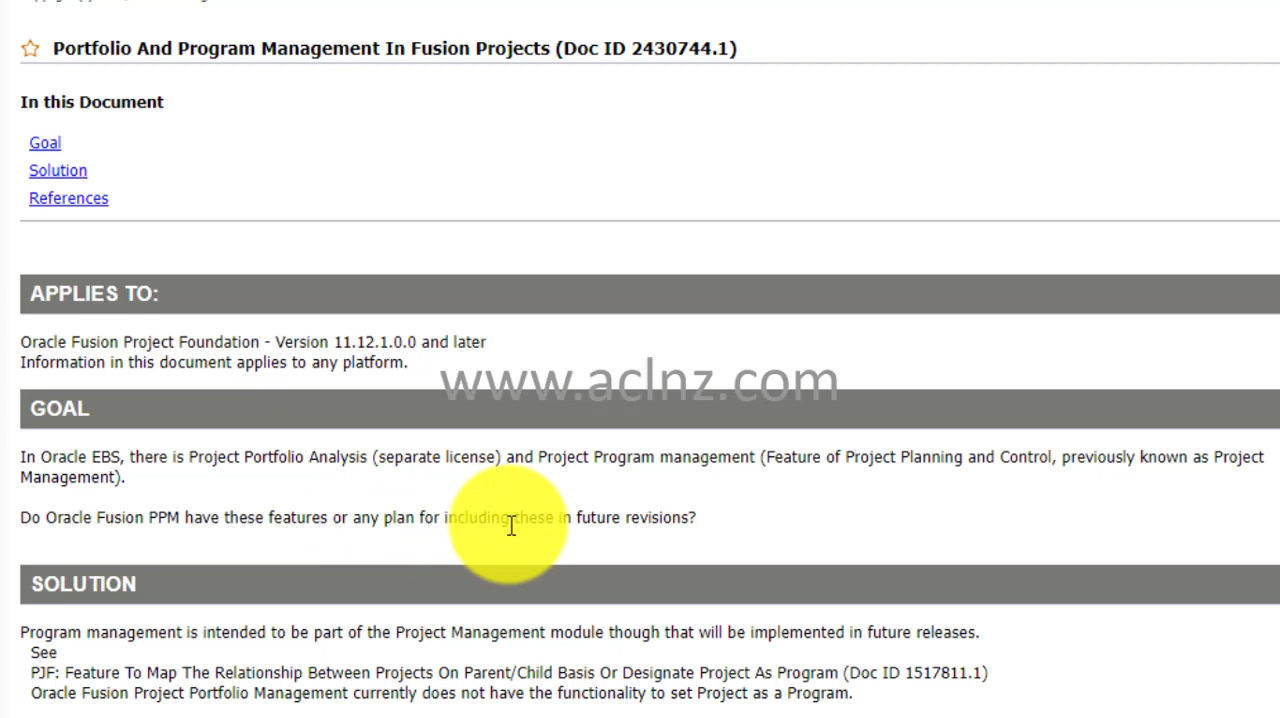 Portfolio And Program Management In Fusion Projects (Doc ID 2430744.1)
In this Document
Goal
Solution
References
APPLIES TO:
Oracle Fusion Project Foundation - Version 11.12.1.0.0 and later
Information in this document applies to any platform.
www.aclnz.com
GOAL
In Oracle EBS, there is Project Portfolio Analysis (separate license) and Project Program management (Feature of Project Planning and Control, previously known as Project
Management).
Do Oracle Fusion PPM have these features or any plan for including these in future revisions?
SOLUTION
Program management is intended to be part of the Project Management module though that will be implemented in future releases.
See
PJF: Feature To Map The Relationship Between Projects On Parent/Child Basis Or Designate Project As Program (Doc ID 1517811.1)
Oracle Fusion Project Portfolio Management currently does not have the functionality to set Project as a Program.